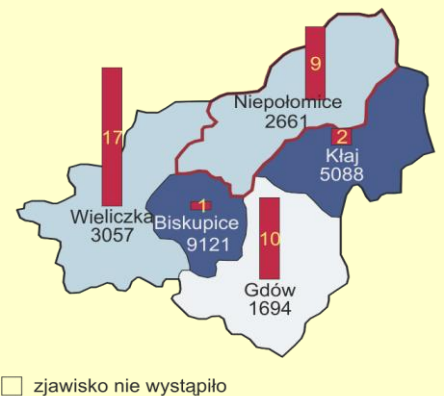 9
Niepołomice
2661
17
2
Kłaj
5088
Wieliczka
3057
1
Biskupice
9121
10
Gdów
1694
zjawisko nie wystąpiło